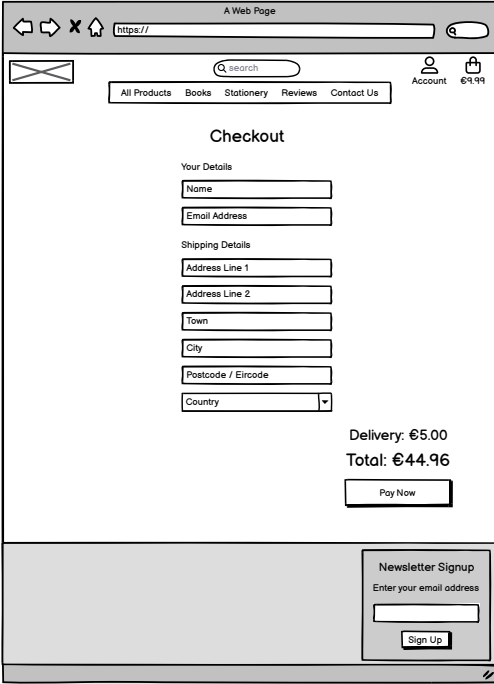 A Web Page
https://
search
Account
€9.99
All Products Books Stationery Reviews Contact Us
Checkout
Your Details
Name
Email Address
Shipping Details
Address Line 1
Address Line 2
Town
City
Postcode / Eircode
Country
Delivery: €5.00
Total: €44.96
Pay Now
Newsletter Signup
Enter your email address
Sign Up